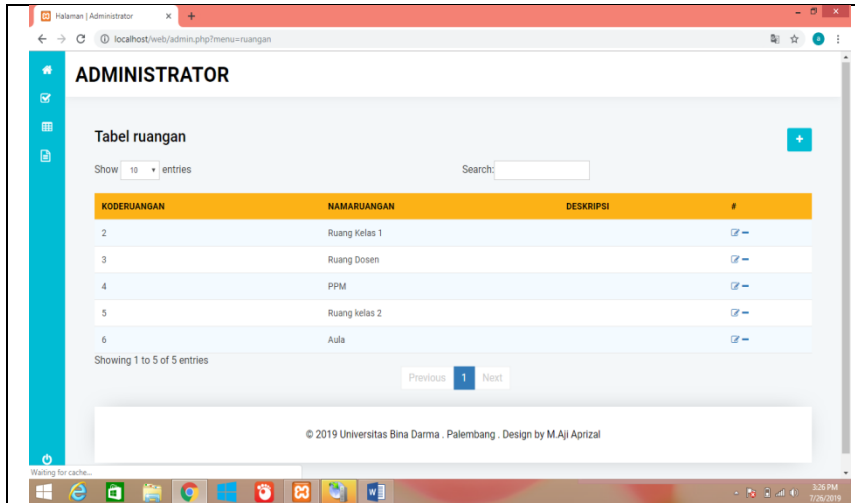 Halaman | Administrator
localhost/web/admin.php?menu=ruangan
ADMINISTRATOR
Tabel ruangan
+
Show 10 entries Search:
KODERUANGAN NAMARUANGAN DESKRIPSI #
2 Ruang Kelas 1
3 Ruang Dosen
4 PPM
5 Ruang kelas 2
6 Aula
Showing 1 to 5 of 5 entries
Previous 1 Next
© 2019 Universitas Bina Darma . Palembang . Design by M.Aji Aprizal
Waiting for cache...
3:26 PM
7/26/2019